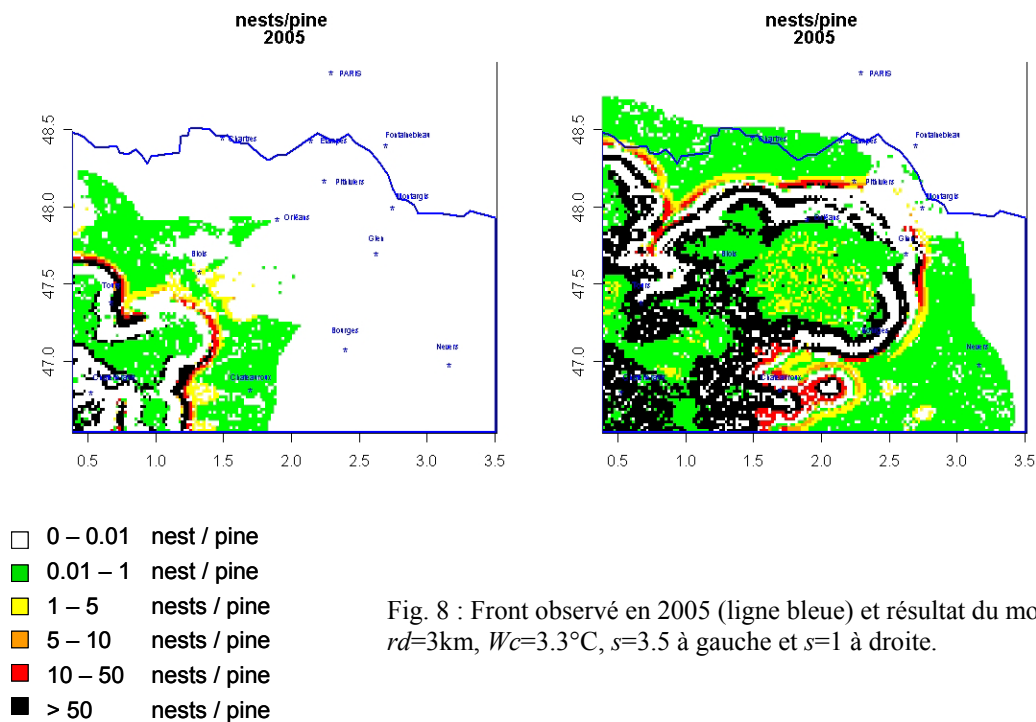 nests/pine
2005
nests/pine
2005
PARIS
48.5
Chartres
Etampes
Fontainebleau
Pithiviers
48.0
Montargis
Orléans
Gien
Blois
47.5
Tours
Bourges
47.0
Nevers
Chateauroux
0.5 1.0 1.5 2.0 2.5 3.0 3.5
PARIS
48.5
Chartres
Etampes
Fontainebleau
Pithiviers
48.0
Montargis
Orléans
Gien
Blois
47.5
Tours
Bourges
47.0
Nevers
Chateauroux
0.5 1.0 1.5 2.0 2.5 3.0 3.5
0 – 0.01 nest / pine
0.01 – 1 nest / pine
1 – 5 nests / pine
5 – 10 nests / pine
10 – 50 nests / pine
> 50 nests / pine
Fig. 8 : Front observé en 2005 (ligne bleue) et résultat du mo
rd=3km, Wc=3.3°C, s=3.5 à gauche et s=1 à droite.